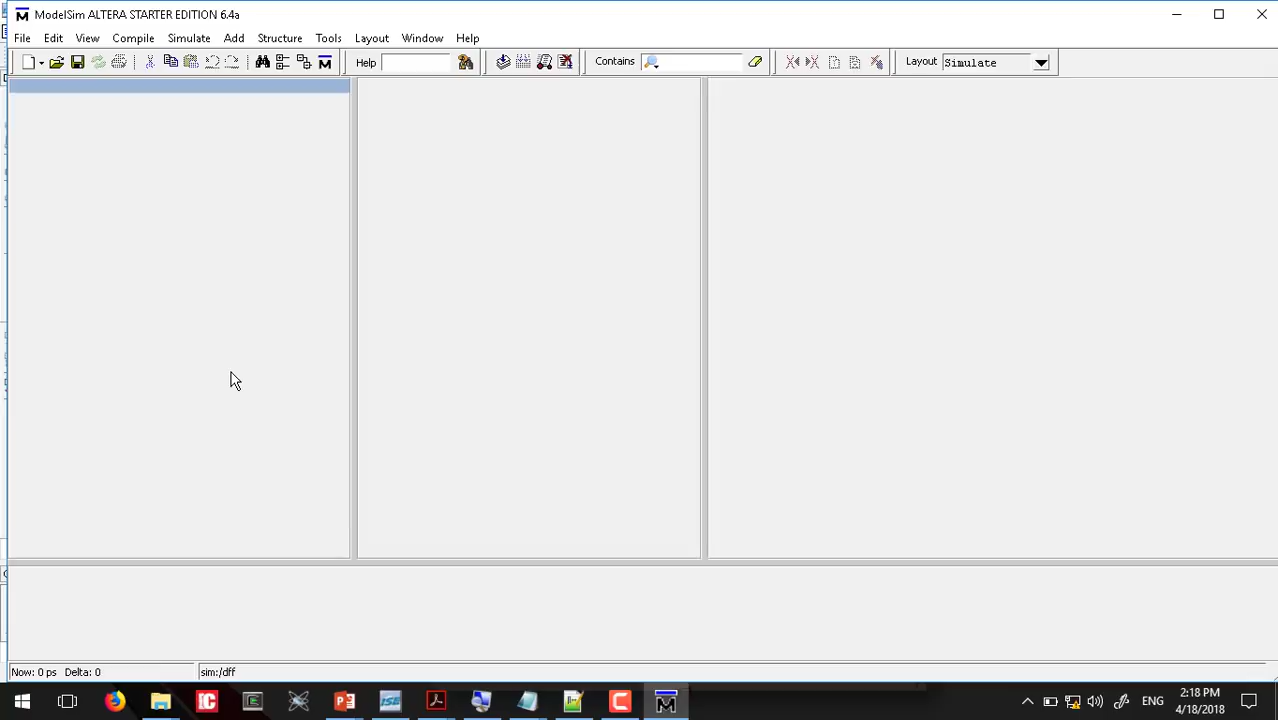 ModelSim ALTERA STARTER EDITION 6.4a
File Edit View Compile Simulate Add Structure Tools Layout Window Help
Help Contains Layout Simulate
Now: 0 ps Delta: 0 sim:/dff
ENG 2:18 PM
4/18/2018